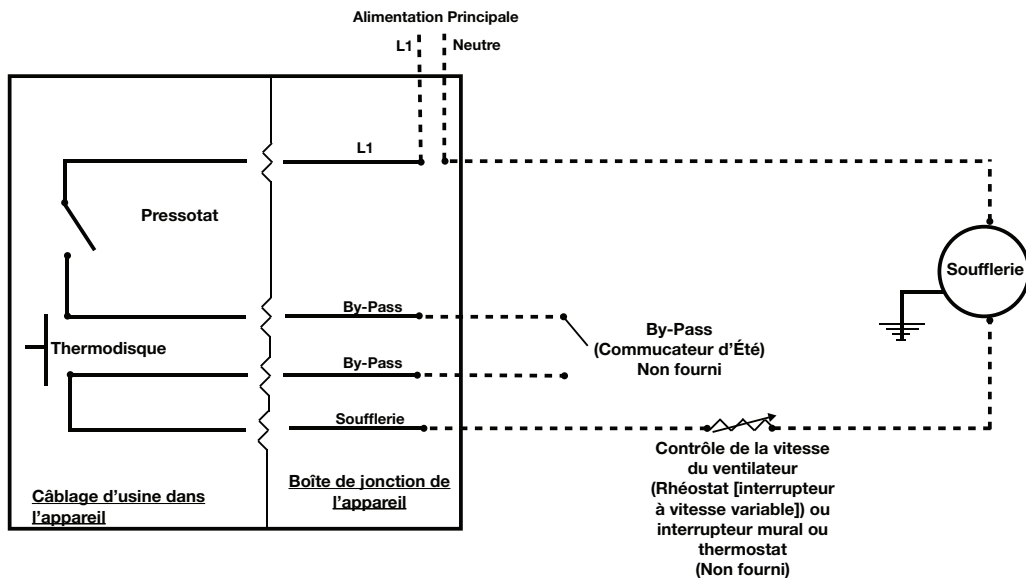 Alimentation Principale
L1
Neutre
L1
Pressotat
Soufflerie
By-Pass
By-Pass
(Commucateur d’Été)
Non fourni
Thermodisque
By-Pass
Soufflerie
Contrôle de la vitesse
du ventilateur
(Rhéostat [interrupteur
à vitesse variable]) ou
interrupteur mural ou
thermostat
(Non fourni)
Boîte de jonction de
l’appareil
Câblage d’usine dans
l’appareil